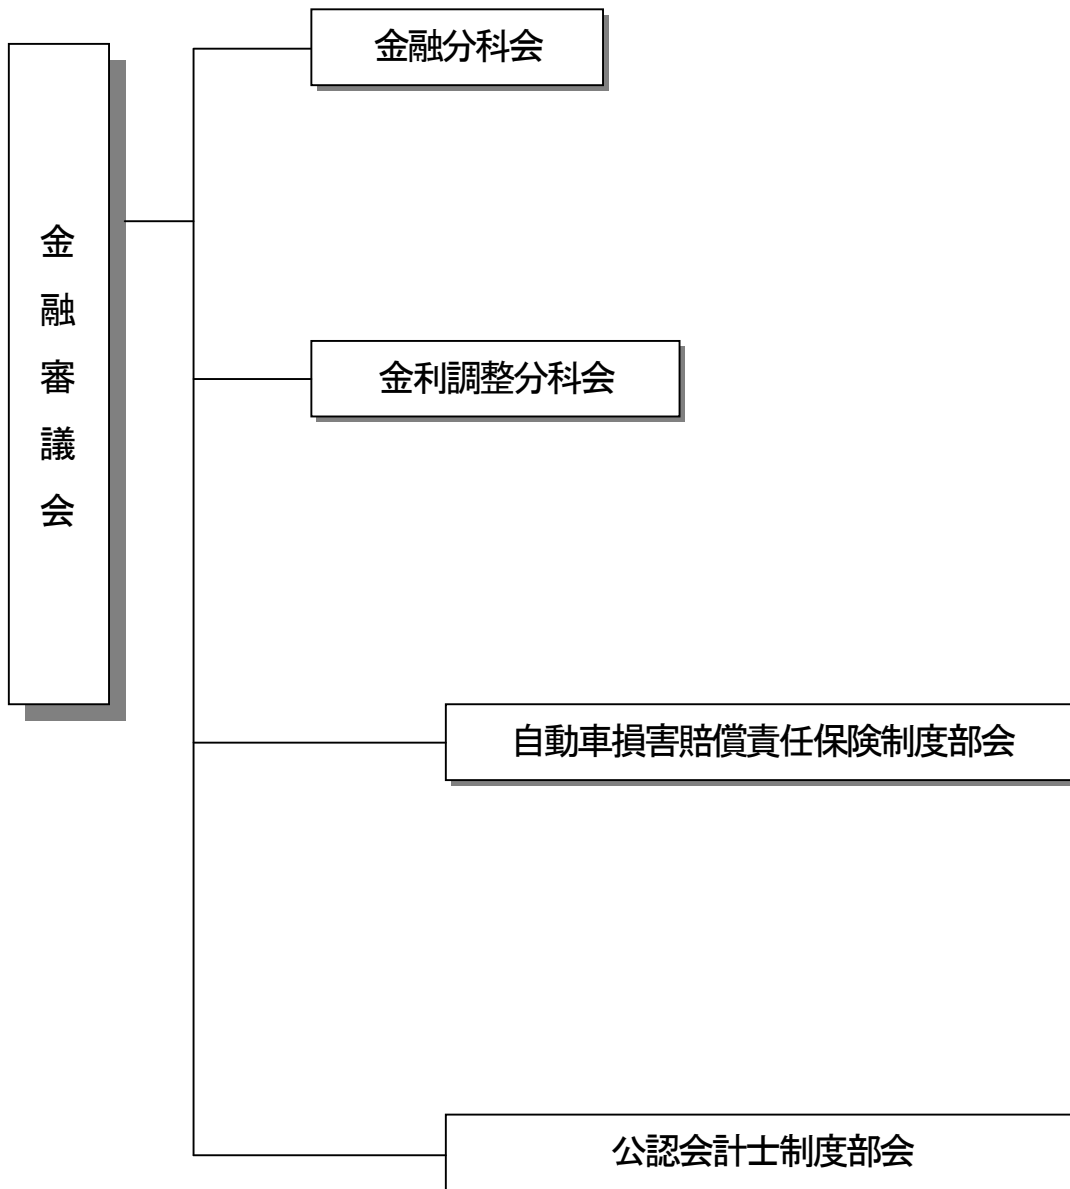 金融審議会
金融分科会
金利調整分科会
自動車損害賠償責任保険制度部会
公認会計士制度部会